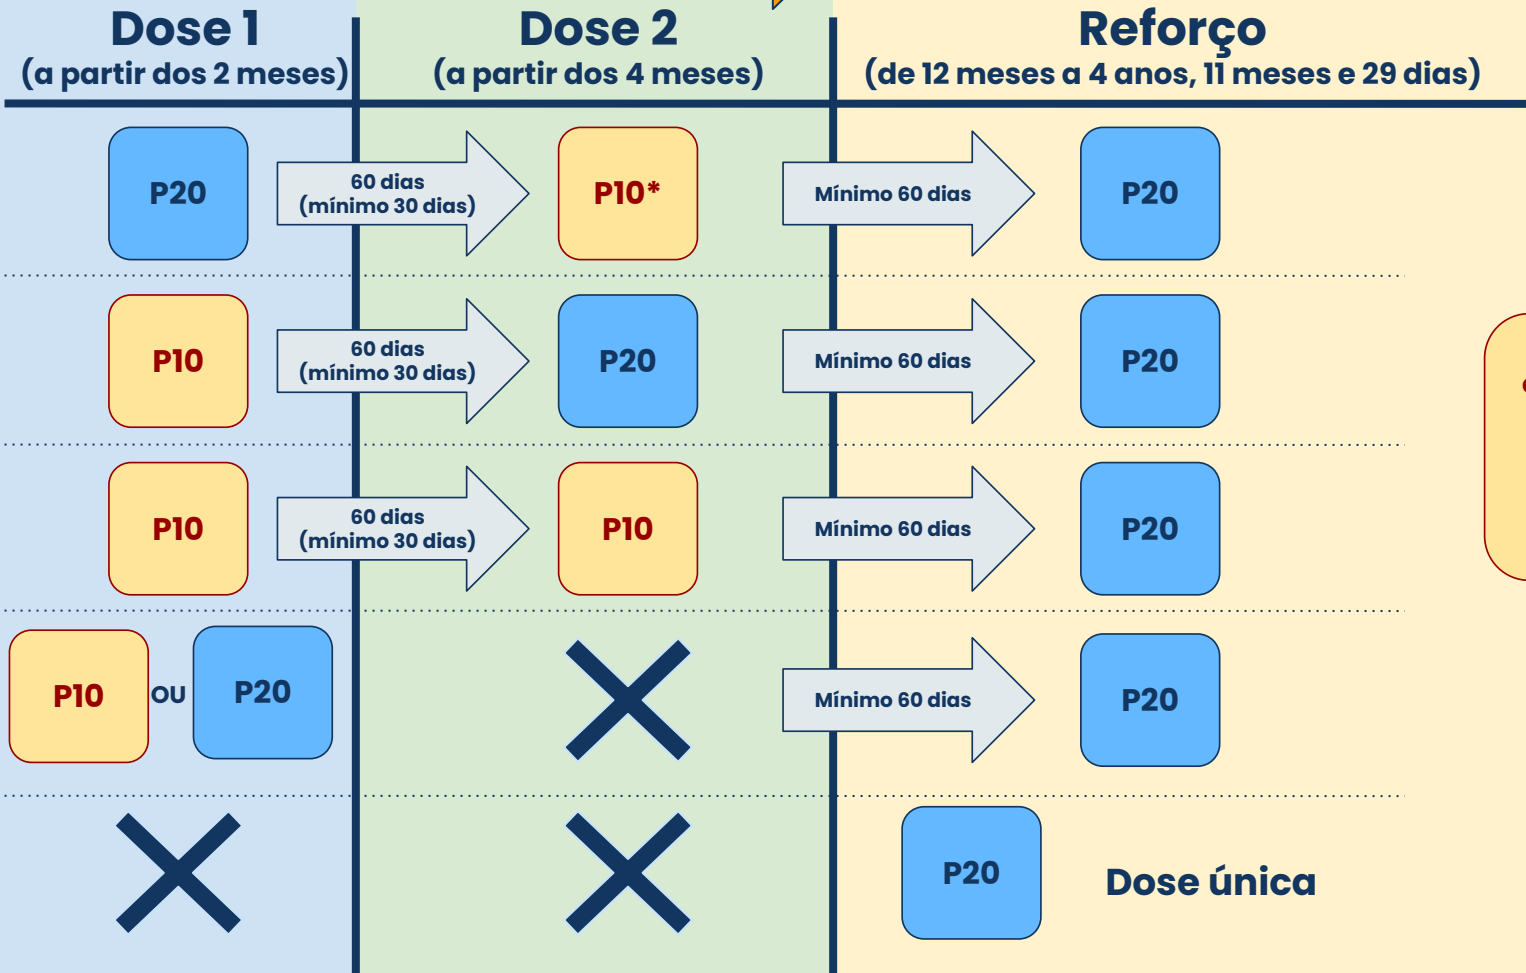 Dose 1
(a partir dos 2 meses)
Dose 2
(a partir dos 4 meses)
Reforço
(de 12 meses a 4 anos, 11 meses e 29 dias)
P20
60 dias
(mínimo 30 dias)
P10*
Mínimo 60 dias
P20
P10
60 dias
(mínimo 30 dias)
P20
Mínimo 60 dias
P20
P10
60 dias
(mínimo 30 dias)
P10
Mínimo 60 dias
P20
P10
OU
P20
Mínimo 60 dias
P20
P20
Dose única